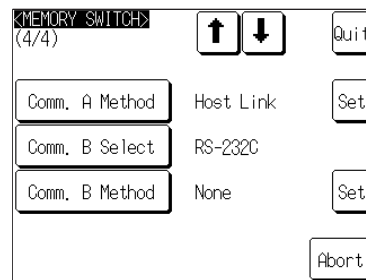 <MEMORY SWITCH>
(4/4) Quit
Comm. A Method Host Link Set
Comm. B Select RS-232C
Comm. B Method None Set
Abort